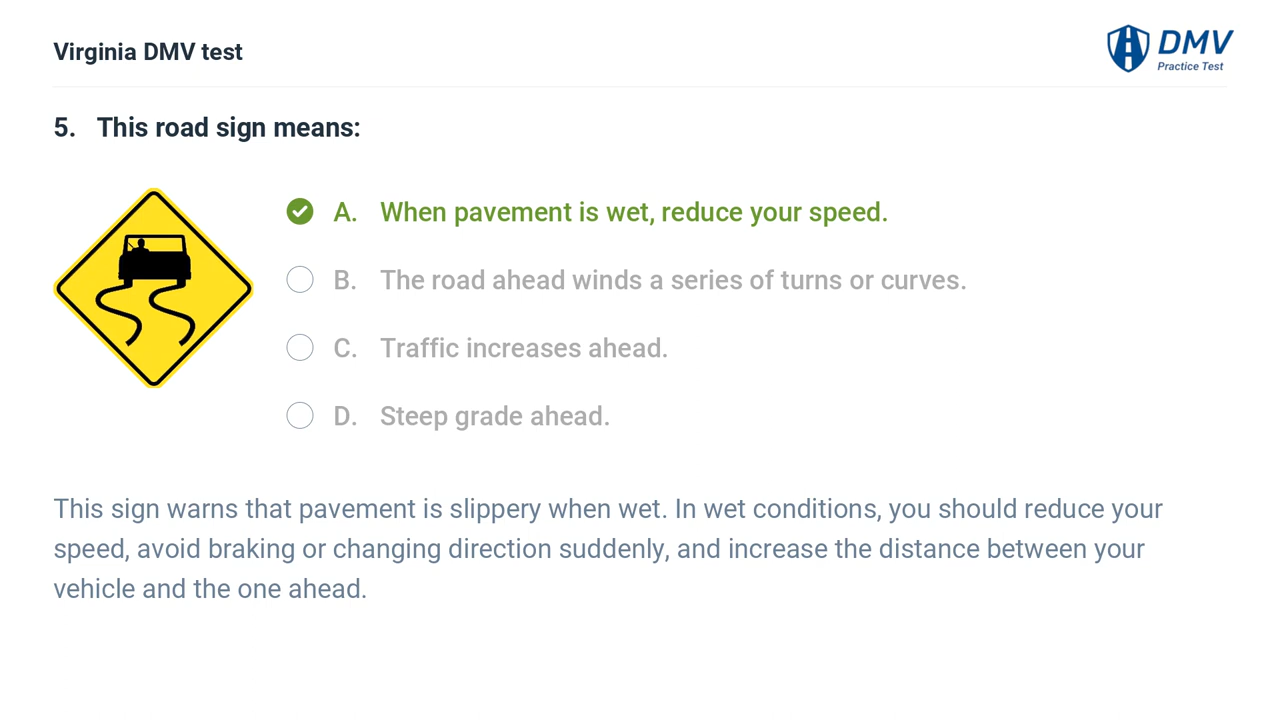 Virginia DMV test
DMV
Practice Test
5. This road sign means:
A. When pavement is wet, reduce your speed.
B. The road ahead winds a series of turns or curves.
C. Traffic increases ahead.
D. Steep grade ahead.
This sign warns that pavement is slippery when wet. In wet conditions, you should reduce your
speed, avoid braking or changing direction suddenly, and increase the distance between your
vehicle and the one ahead.